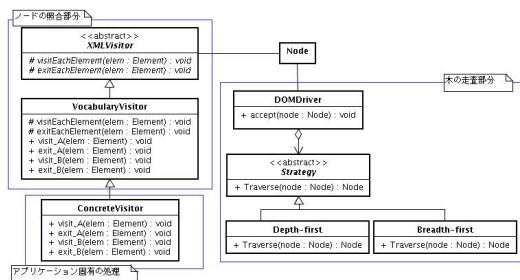 ノードの照合部分
<<abstract>>
XMLVisitor
# visitEachElement(elem : Element) : void
# exitEachElement(elem : Element) : void
VocabularyVisitor
# visitEachElement(elem : Element) : void
# exitEachElement(elem : Element) : void
+ visit_A(elem : Element) : void
+ exit_A(elem : Element) : void
+ visit_B(elem : Element) : void
+ exit_B(elem : Element) : void
ConcreteVisitor
+ visit_A(elem : Element) : void
+ exit_A(elem : Element) : void
+ visit_B(elem : Element) : void
+ exit_B(elem : Element) : void
アプリケーション固有の処理
Node
木の走査部分
DOMDriver
+ accept(node : Node) : void
<<abstract>>
Strategy
+ Traverse(node : Node) : Node
Depth-first
+ Traverse(node : Node) : Node
Breadth-first
+ Traverse(node : Node) : Node